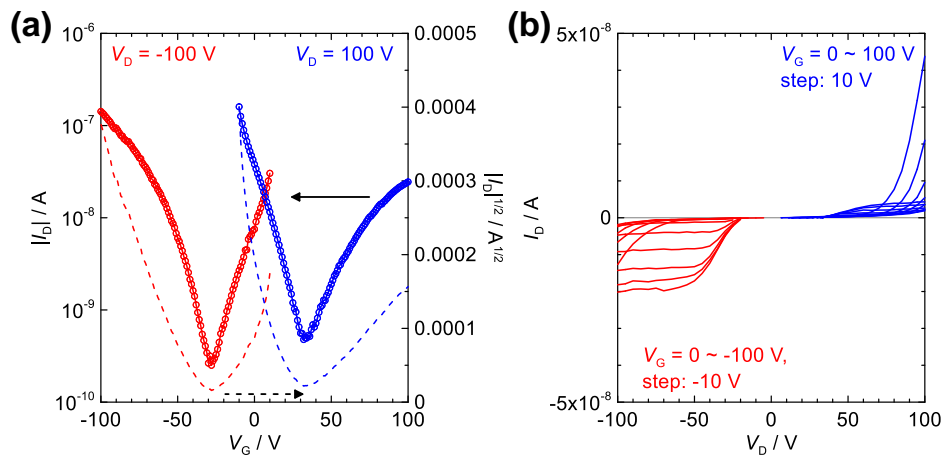 (a)
V_D = -100 V
V_D = 100 V
10^-6
10^-7
10^-8
10^-9
10^-10
|I_D| / A
-100
-50
0
50
100
V_G / V
0.0005
0.0004
0.0003
0.0002
0.0001
0
|I_D|^1/2 / A^1/2
(b)
V_G = 0 ~ 100 V
step: 10 V
5x10^-8
0
-5x10^-8
I_D / A
V_G = 0 ~ -100 V,
step: -10 V
-100
-50
0
50
100
V_D / V